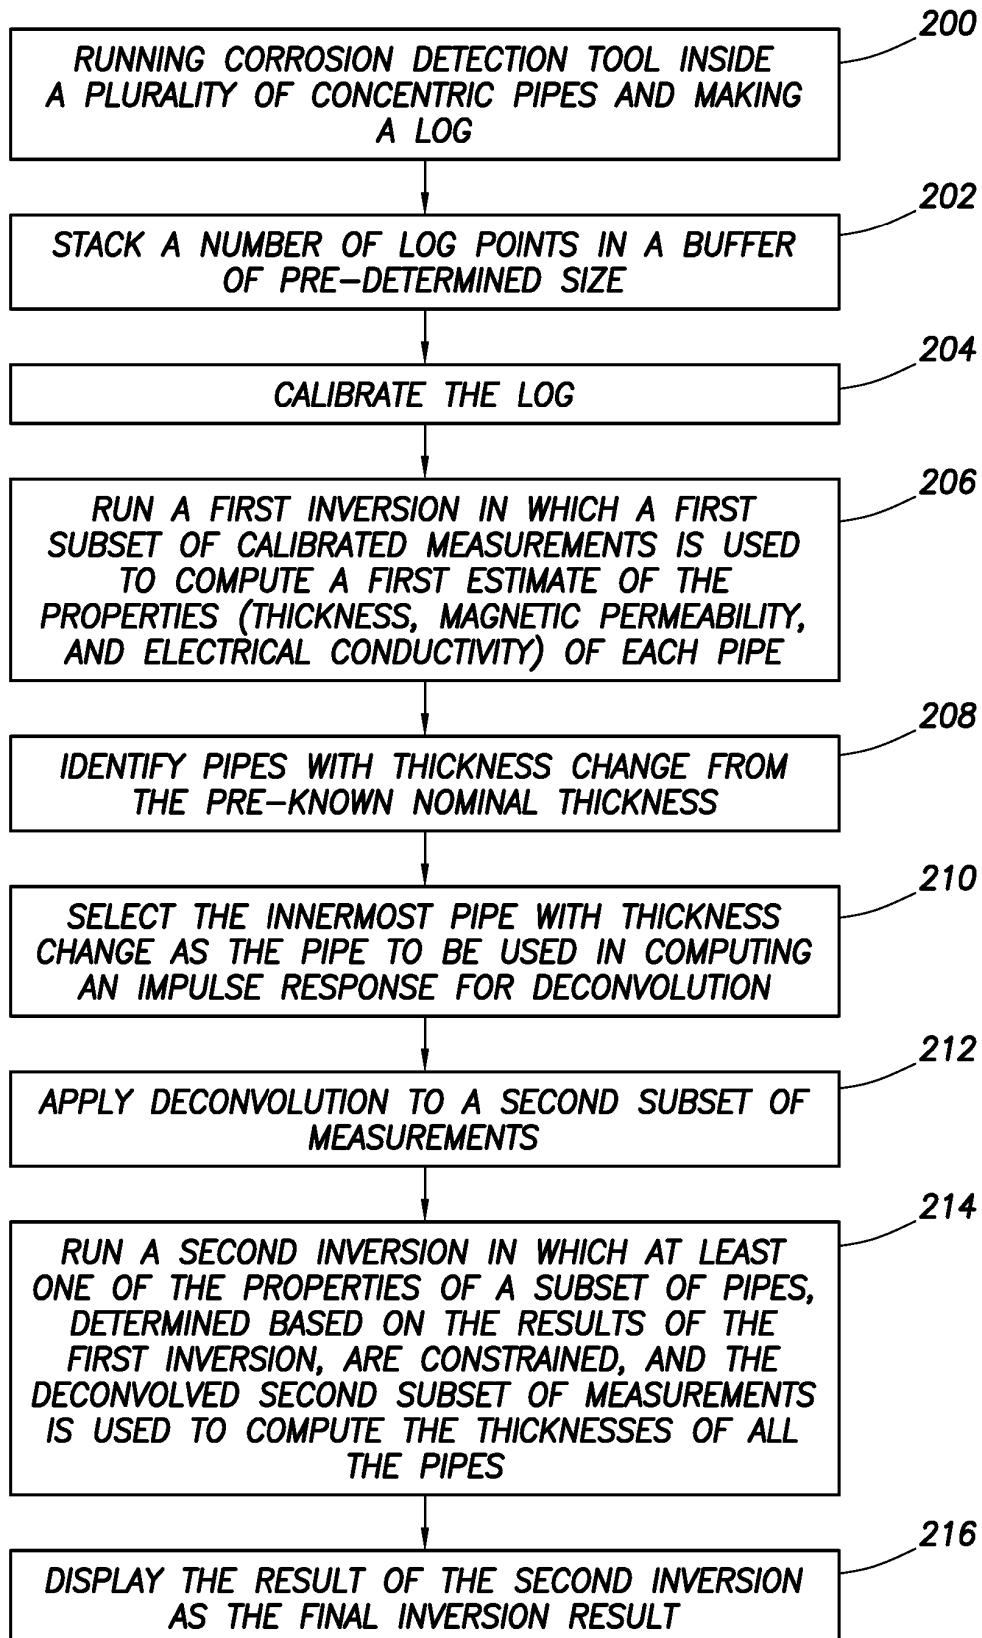 200
RUNNING CORROSION DETECTION TOOL INSIDE
A PLURALITY OF CONCENTRIC PIPES AND MAKING
A LOG
202
STACK A NUMBER OF LOG POINTS IN A BUFFER
OF PRE-DETERMINED SIZE
204
CALIBRATE THE LOG
206
RUN A FIRST INVERSION IN WHICH A FIRST
SUBSET OF CALIBRATED MEASUREMENTS IS USED
TO COMPUTE A FIRST ESTIMATE OF THE
PROPERTIES (THICKNESS, MAGNETIC PERMEABILITY,
AND ELECTRICAL CONDUCTIVITY) OF EACH PIPE
208
IDENTIFY PIPES WITH THICKNESS CHANGE FROM
THE PRE-KNOWN NOMINAL THICKNESS
210
SELECT THE INNERMOST PIPE WITH THICKNESS
CHANGE AS THE PIPE TO BE USED IN COMPUTING
AN IMPULSE RESPONSE FOR DECONVOLUTION
212
APPLY DECONVOLUTION TO A SECOND SUBSET OF
MEASUREMENTS
214
RUN A SECOND INVERSION IN WHICH AT LEAST
ONE OF THE PROPERTIES OF A SUBSET OF PIPES,
DETERMINED BASED ON THE RESULTS OF THE
FIRST INVERSION, ARE CONSTRAINED, AND THE
DECONVOLVED SECOND SUBSET OF MEASUREMENTS
IS USED TO COMPUTE THE THICKNESSES OF ALL
THE PIPES
216
DISPLAY THE RESULT OF THE SECOND INVERSION
AS THE FINAL INVERSION RESULT